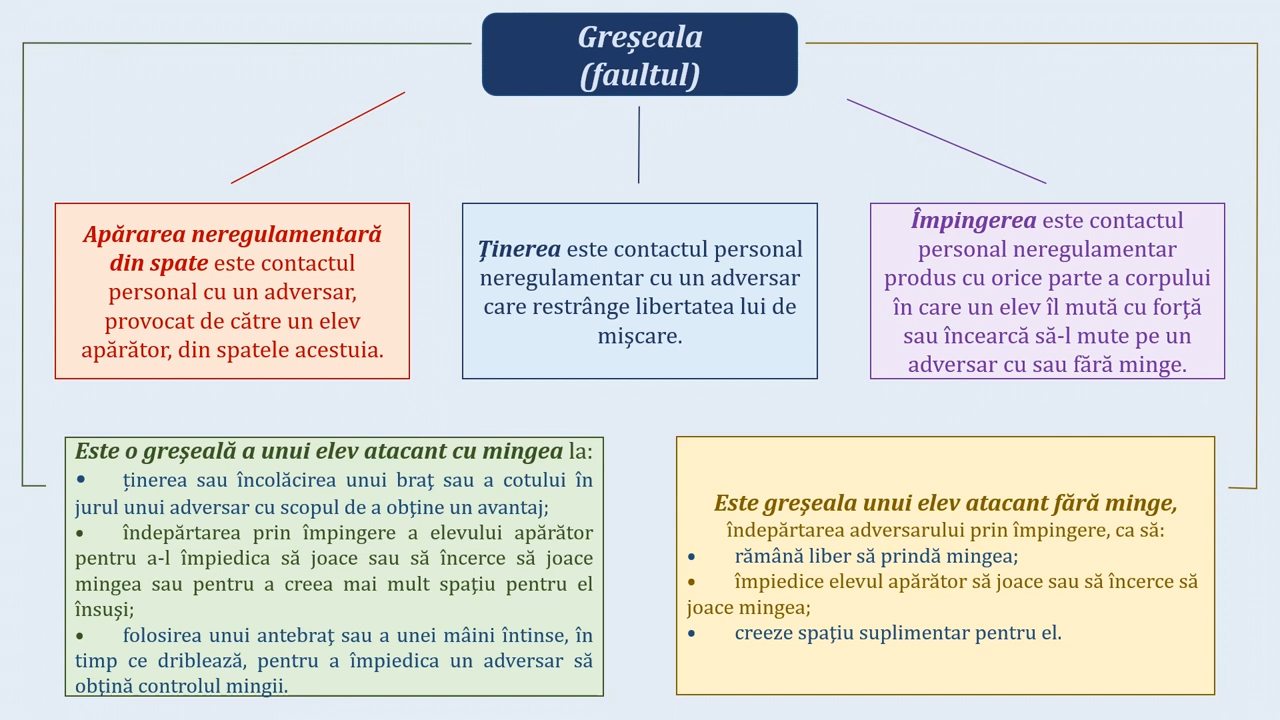 Greșeala
(faultul)
Apărarea neregulamentară
din spate este contactul
personal cu un adversar,
provocat de către un elev
apărător, din spatele acestuia.
Ţinerea este contactul personal
neregulamentar cu un adversar
care restrânge libertatea lui de
mişcare.
Împingerea este contactul
personal neregulamentar
produs cu orice parte a corpului
în care un elev îl mută cu forţă
sau încearcă să-l mute pe un
adversar cu sau fără minge.
Este o greşeală a unui elev atacant cu mingea la:
• ţinerea sau încolăcirea unui braţ sau a cotului în
jurul unui adversar cu scopul de a obţine un avantaj;
• îndepărtarea prin împingere a elevului apărător
pentru a-l împiedica să joace sau să încerce să joace
mingea sau pentru a creea mai mult spaţiu pentru el
însuşi;
• folosirea unui antebraţ sau a unei mâini întinse, în
timp ce driblează, pentru a împiedica un adversar să
obţină controlul mingii.
Este greşeala unui elev atacant fără minge,
îndepărtarea adversarului prin împingere, ca să:
• rămână liber să prindă mingea;
• împiedice elevul apărător să joace sau să încerce să
joace mingea;
• creeze spaţiu suplimentar pentru el.